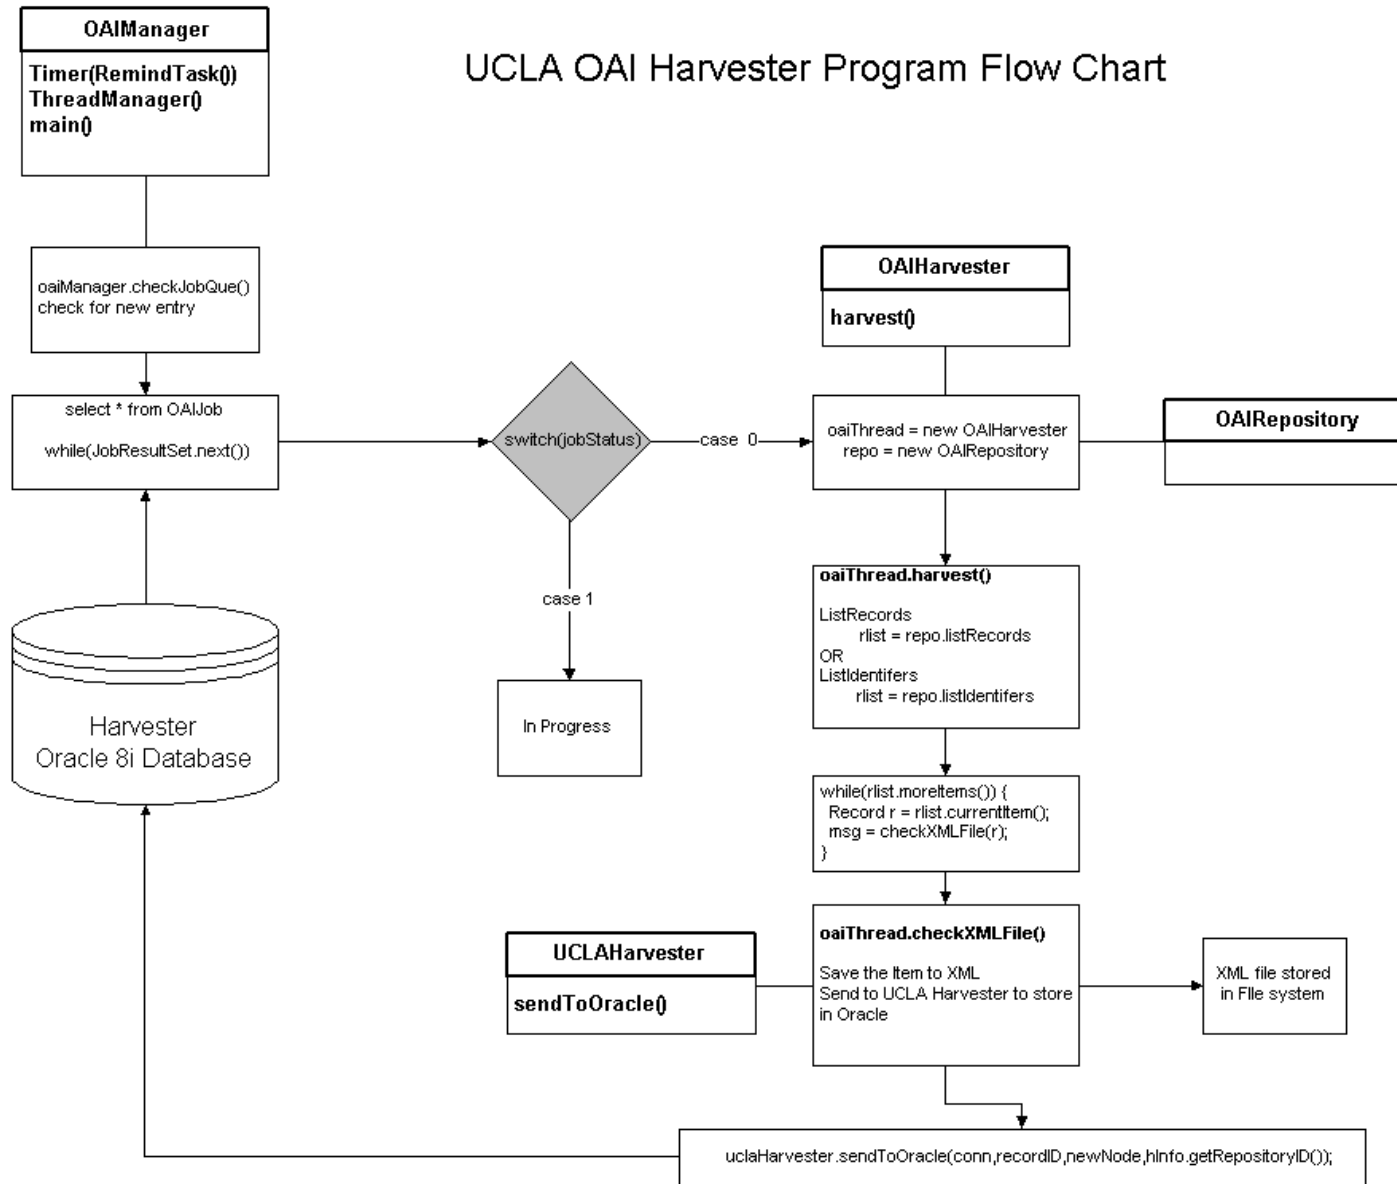 UCLA OAI Harvester Program Flow Chart
OAIManager
Timer(RemindTask())
ThreadManager()
main()
oaiManager.checkJobQue()
check for new entry
select * from OAIJob
while(JobResultSet.next())
switch(jobStatus)
case 0
case 1
In Progress
Harvester
Oracle 8i Database
OAIHarvester
harvest()
oaiThread = new OAIHarvester
repo = new OAIRepository
OAIRepository
oaiThread.harvest()
ListRecords
rlist = repo.listRecords
OR
ListIdentifers
rlist = repo.listIdentifers
while(rlist.moreItems()) {
Record r = rlist.currentItem();
msg = checkXMLFile(r);
}
UCLAHarvester
sendToOracle()
oaiThread.checkXMLFile()
Save the Item to XML
Send to UCLA Harvester to store
in Oracle
XML file stored
in FIle system
uclaHarvester.sendToOracle(conn,recordID,newNode,hInfo.getRepositoryID());